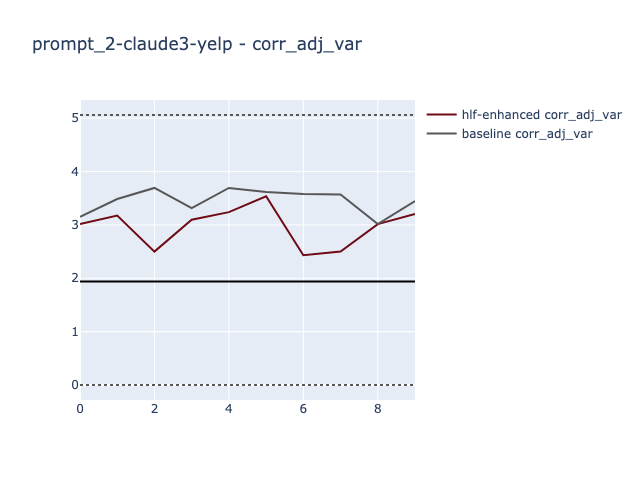 prompt_2-claude3-yelp - corr_adj_var
hlf-enhanced corr_adj_var
baseline corr_adj_var
5
4
3
2
1
0
0 2 4 6 8